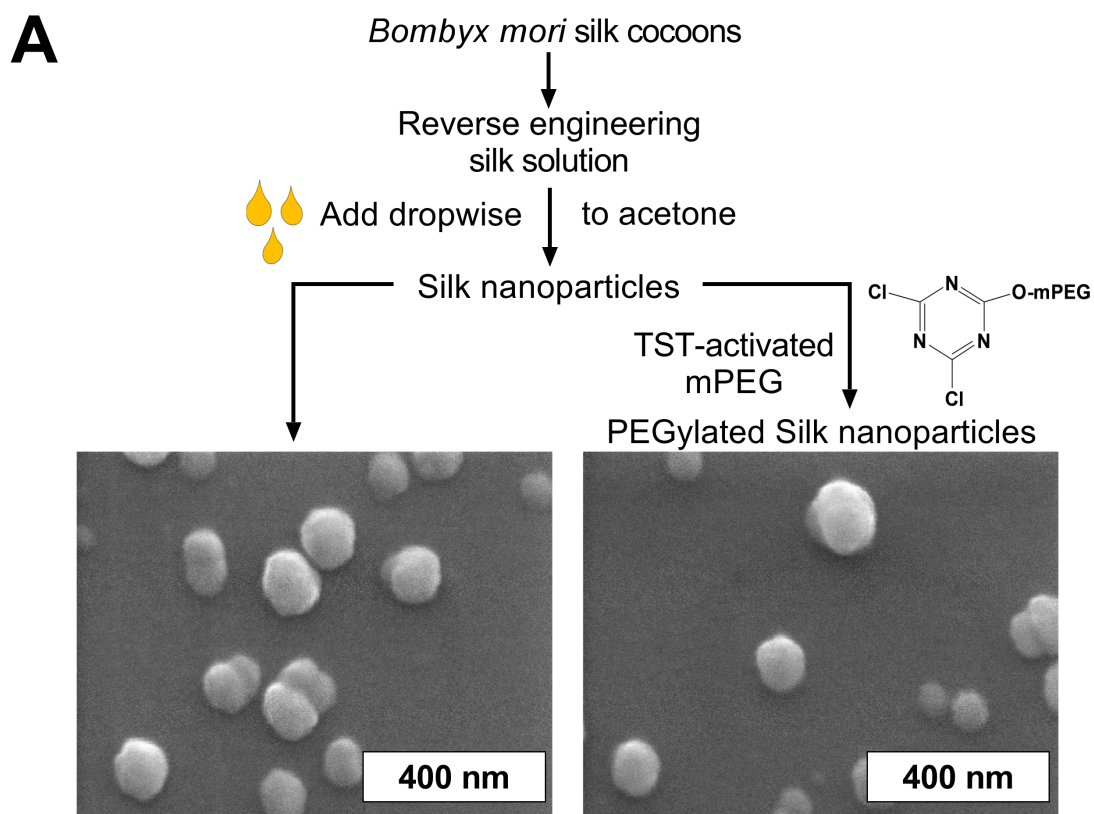 A
Bombyx mori silk cocoons
Reverse engineering
silk solution
Add dropwise to acetone
Silk nanoparticles
Cl
N
O-mPEG
N
N
Cl
TST-activated
mPEG
PEGylated Silk nanoparticles
400 nm
400 nm